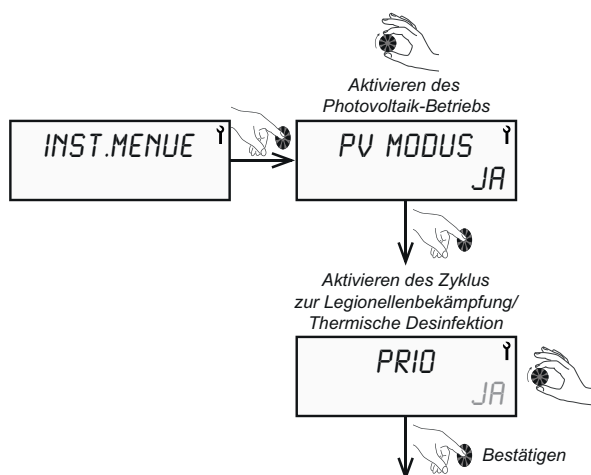 Aktivieren des
Photovoltaik-Betriebs
INST.MENUE
PV MODUS
JA
Aktivieren des Zyklus
zur Legionellenbekämpfung/
Thermische Desinfektion
PRIO
JA
Bestätigen